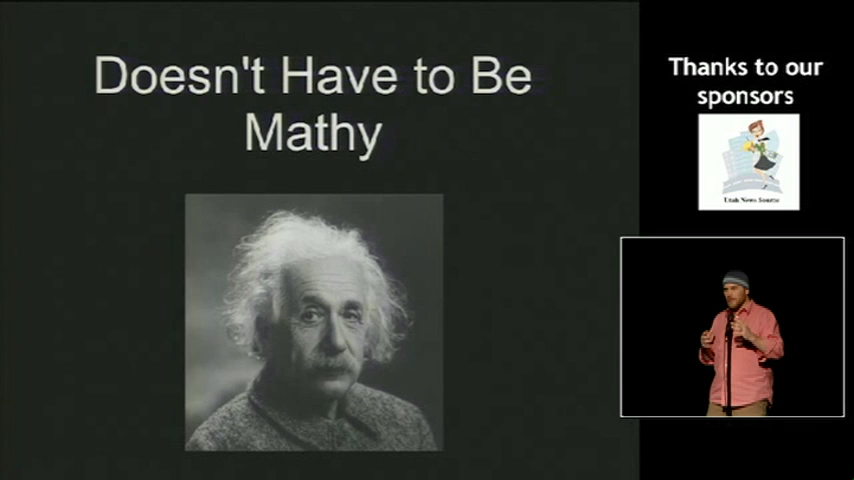 Doesn't Have to Be
Mathy
Thanks to our
sponsors
Utah News Source